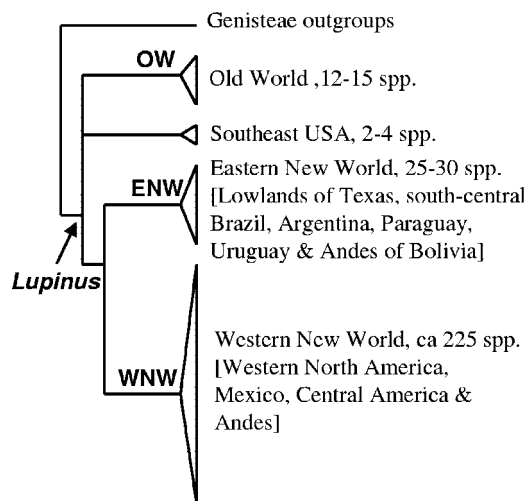 Genisteae outgroups
OW
Old World ,12-15 spp.
Southeast USA, 2-4 spp.
ENW
Eastern New World, 25-30 spp.
[Lowlands of Texas, south-central
Brazil, Argentina, Paraguay,
Uruguay & Andes of Bolivia]
Lupinus
WNW
Western New World, ca 225 spp.
[Western North America,
Mexico, Central America &
Andes]